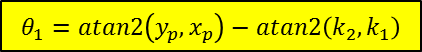 θ₁ = atan2(yₚ, xₚ) − atan2(k₂, k₁)